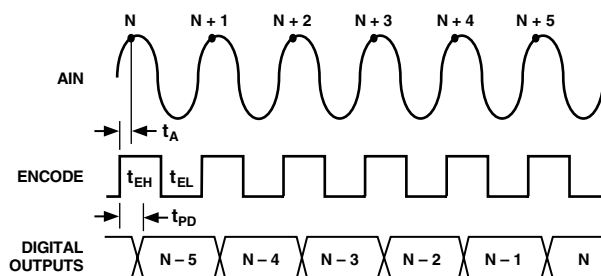 N N + 1 N + 2 N + 3 N + 4 N + 5
AIN
tA
ENCODE tEH tEL
tPD
DIGITAL OUTPUTS N – 5 N – 4 N – 3 N – 2 N – 1 N